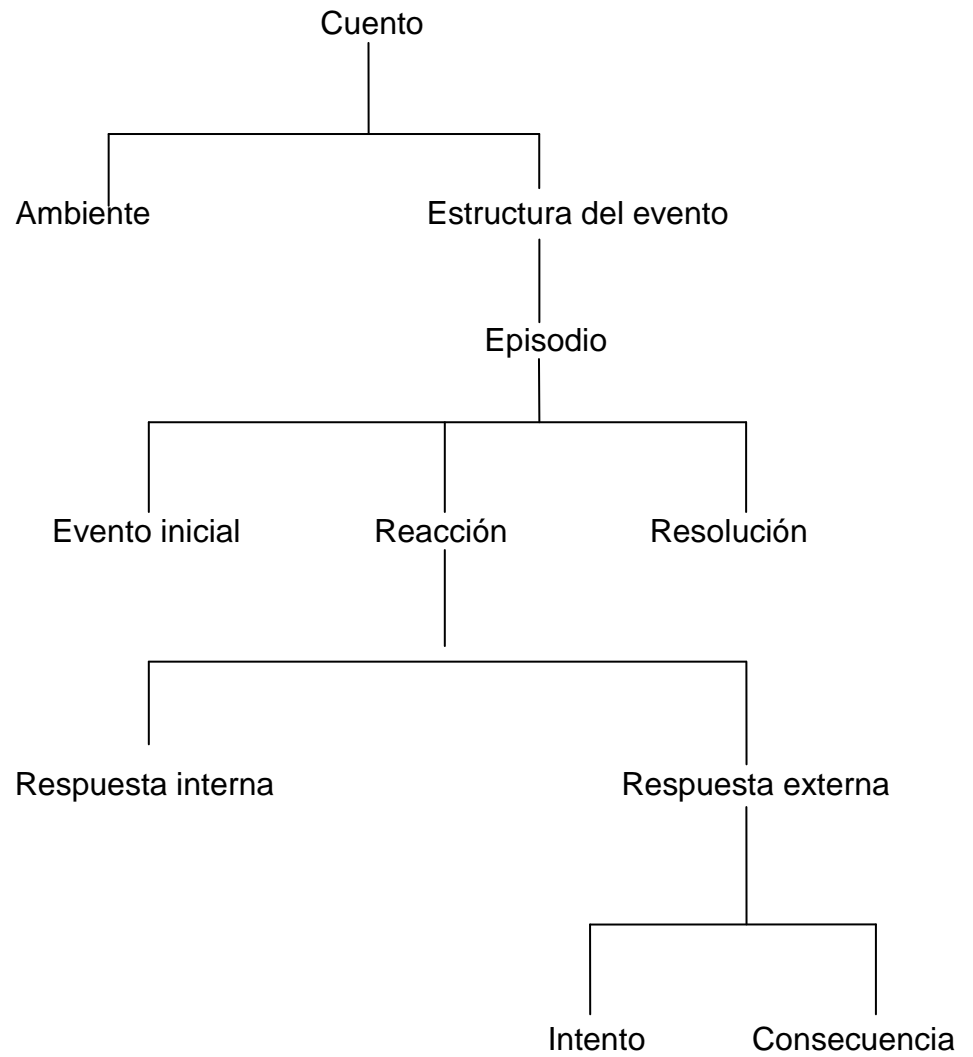 Cuento
Ambiente
Estructura del evento
Episodio
Evento inicial
Reacción
Resolución
Respuesta interna
Respuesta externa
Intento
Consecuencia